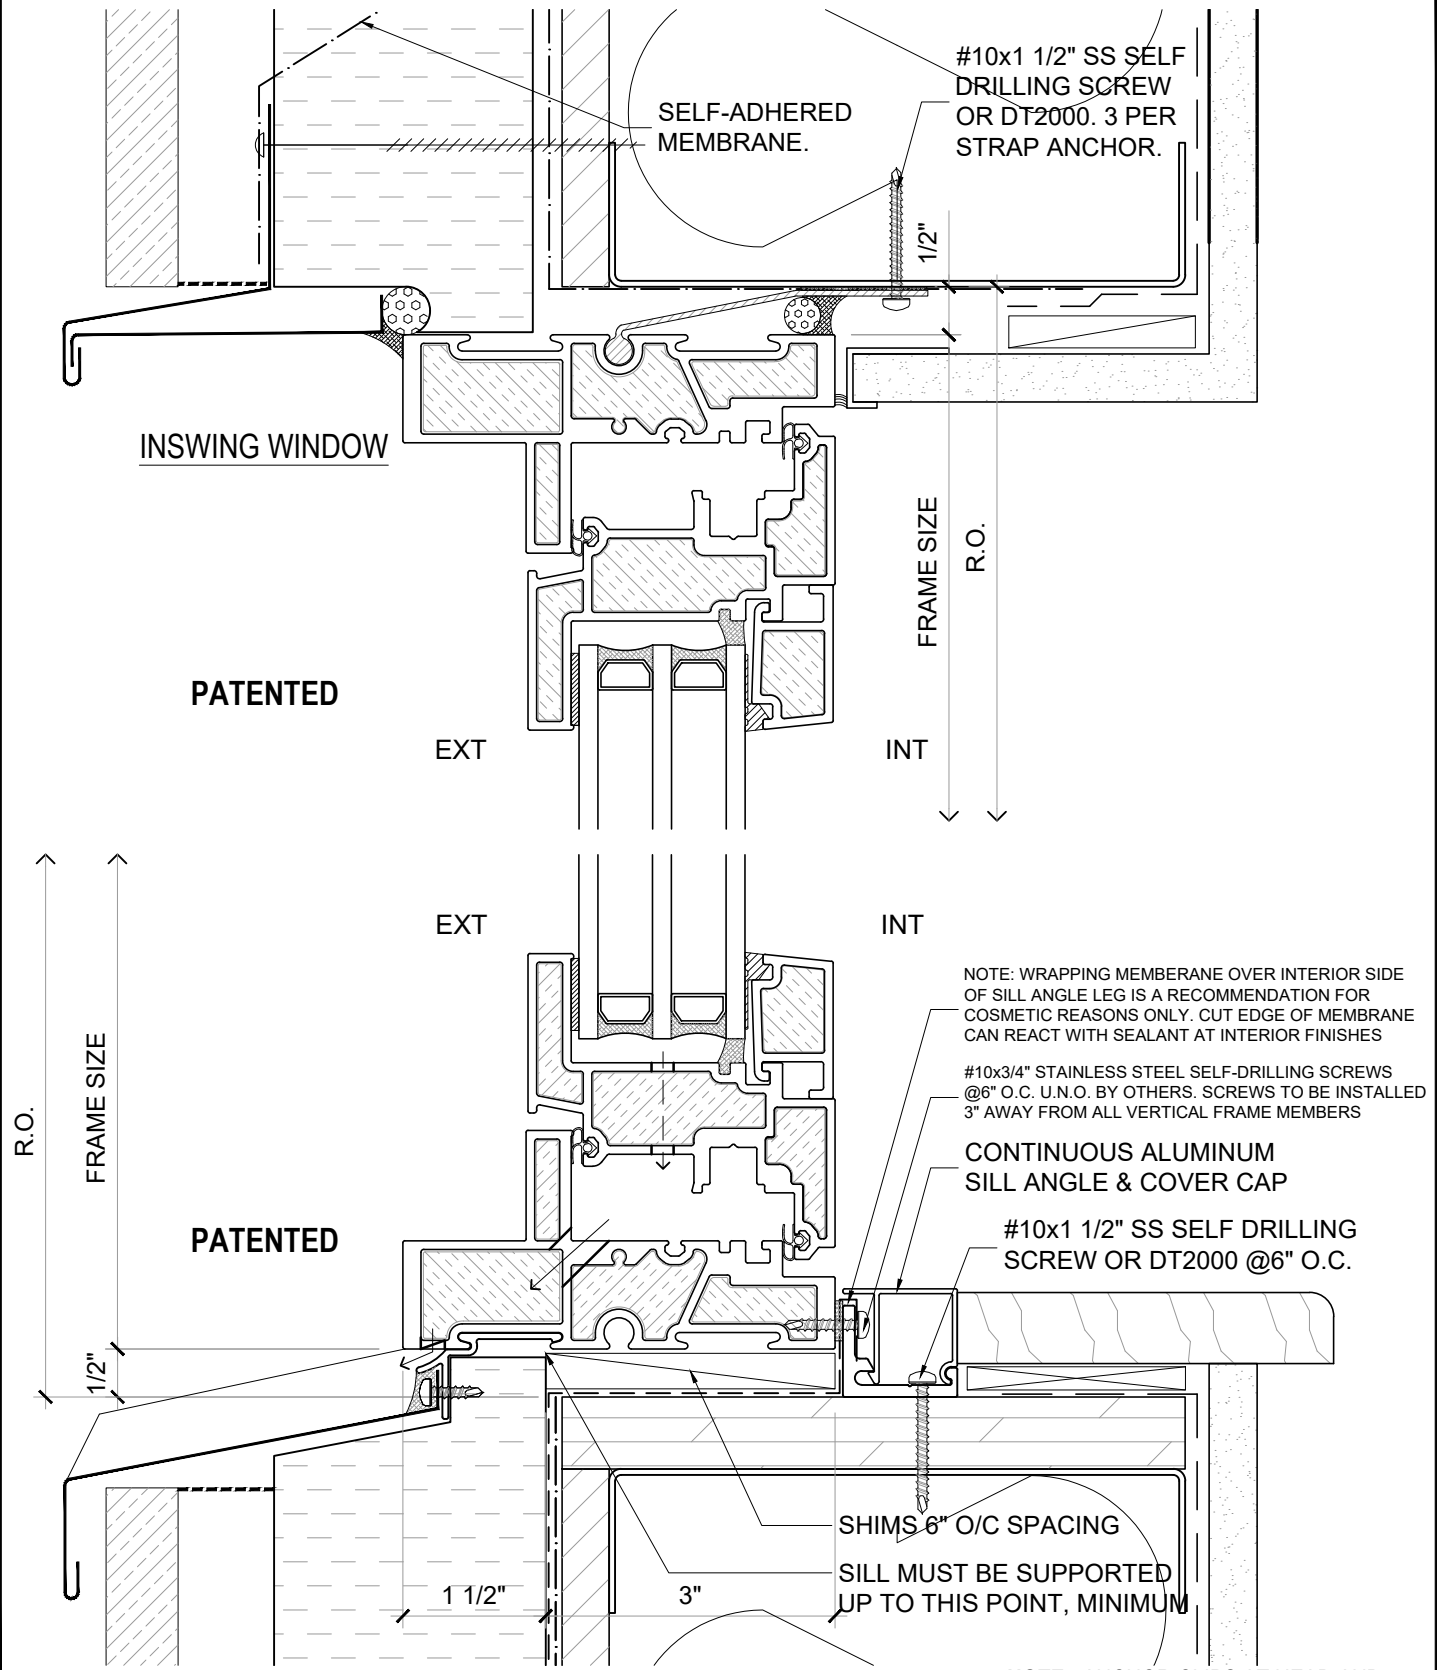 #10x1 1/2" SS SELF
DRILLING SCREW
OR DT2000. 3 PER
STRAP ANCHOR.
SELF-ADHERED
MEMBRANE.
1/2"
INSWING WINDOW
FRAME SIZE
R.O.
PATENTED
EXT
INT
EXT
INT
NOTE: WRAPPING MEMBERANE OVER INTERIOR SIDE
OF SILL ANGLE LEG IS A RECOMMENDATION FOR
COSMETIC REASONS ONLY. CUT EDGE OF MEMBRANE
CAN REACT WITH SEALANT AT INTERIOR FINISHES
#10x3/4" STAINLESS STEEL SELF-DRILLING SCREWS
@6" O.C. U.N.O. BY OTHERS. SCREWS TO BE INSTALLED
3" AWAY FROM ALL VERTICAL FRAME MEMBERS
R.O.
FRAME SIZE
CONTINUOUS ALUMINUM
SILL ANGLE & COVER CAP
PATENTED
#10x1 1/2" SS SELF DRILLING
SCREW OR DT2000 @6" O.C.
1/2"
SHIMS 6" O/C SPACING
SILL MUST BE SUPPORTED
UP TO THIS POINT, MINIMUM
1 1/2"
3"